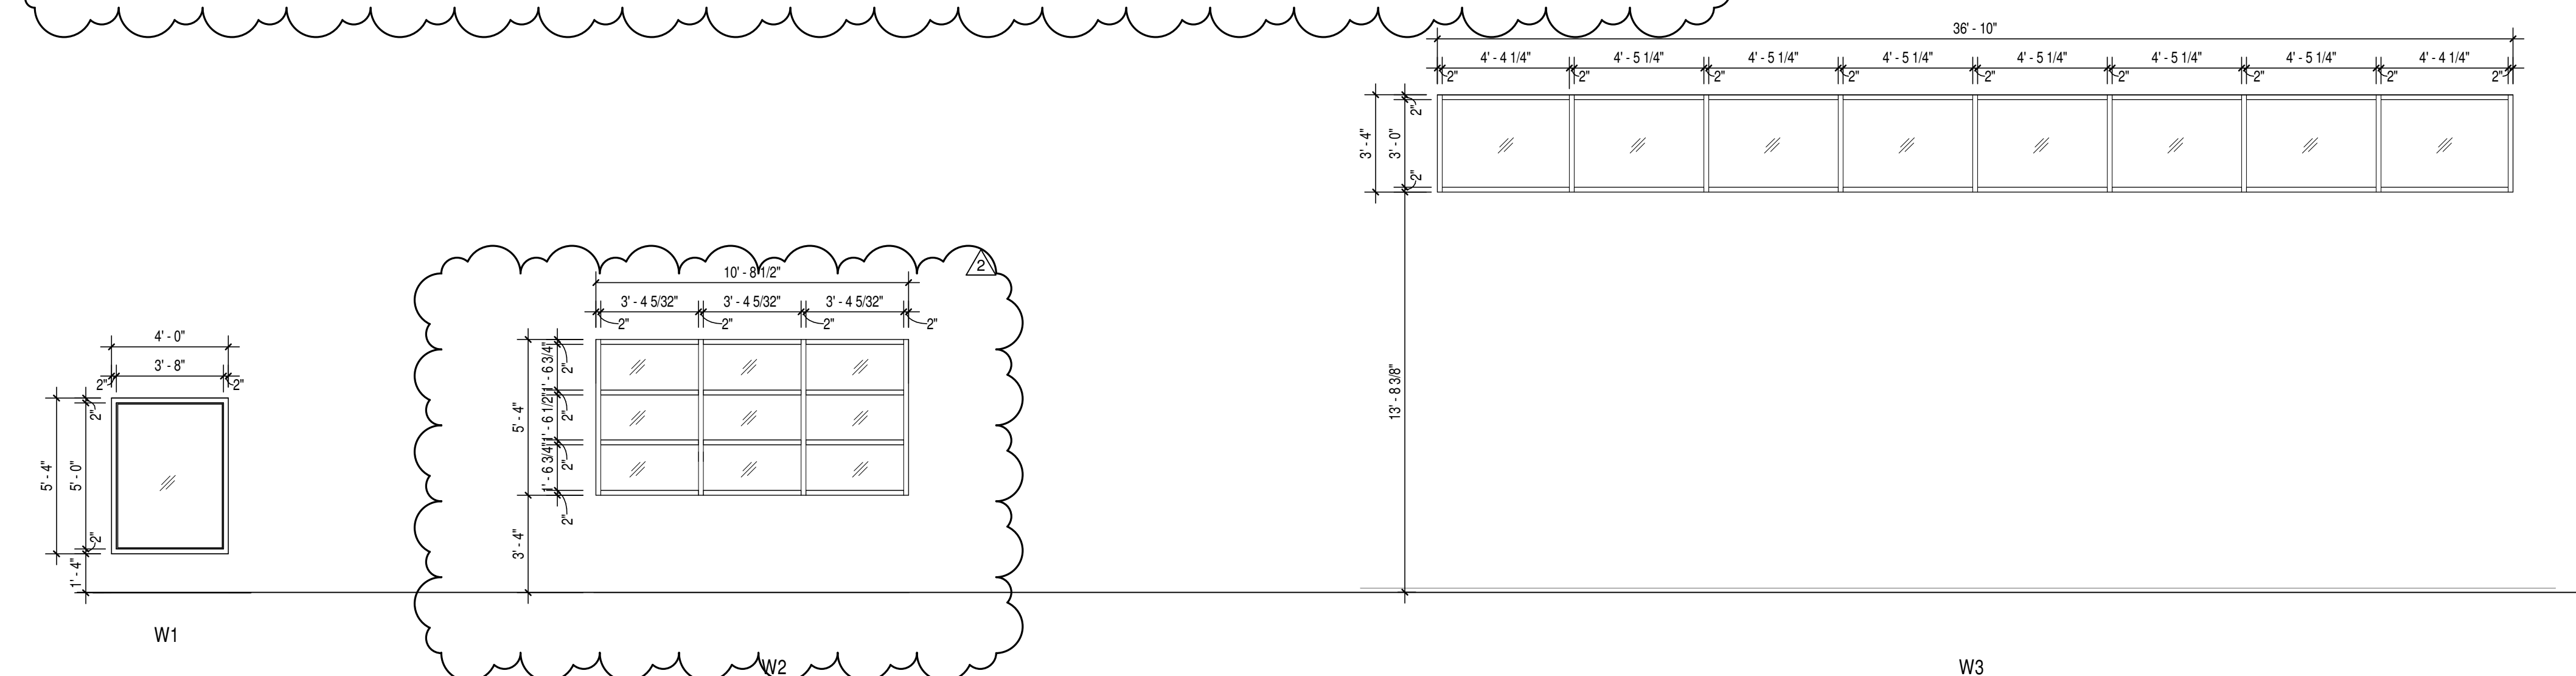 36' - 10"
4' - 4 1/4" 4' - 5 1/4" 4' - 5 1/4" 4' - 5 1/4" 4' - 5 1/4" 4' - 5 1/4" 4' - 5 1/4" 4' - 4 1/4"
2" 2" 2" 2" 2" 2" 2" 2" 2"
3' - 4"
2"
3' - 0"
2"
13' - 8 3/8"
W3
2
10' - 8 1/2"
3' - 4 5/32" 3' - 4 5/32" 3' - 4 5/32"
2" 2" 2" 2"
5' - 4"
1' - 6 3/4"
1' - 6 1/2"
1' - 6 3/4"
2"
2"
2"
2"
3' - 4"
W2
4' - 0"
3' - 8"
2" 2"
5' - 4"
5' - 0"
2"
2"
1' - 4"
W1